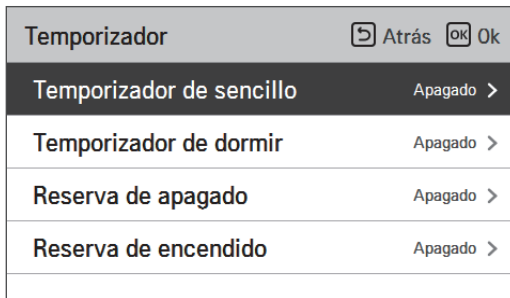 Temporizador Atrás OK Ok
Temporizador de sencillo Apagado >
Temporizador de dormir Apagado >
Reserva de apagado Apagado >
Reserva de encendido Apagado >